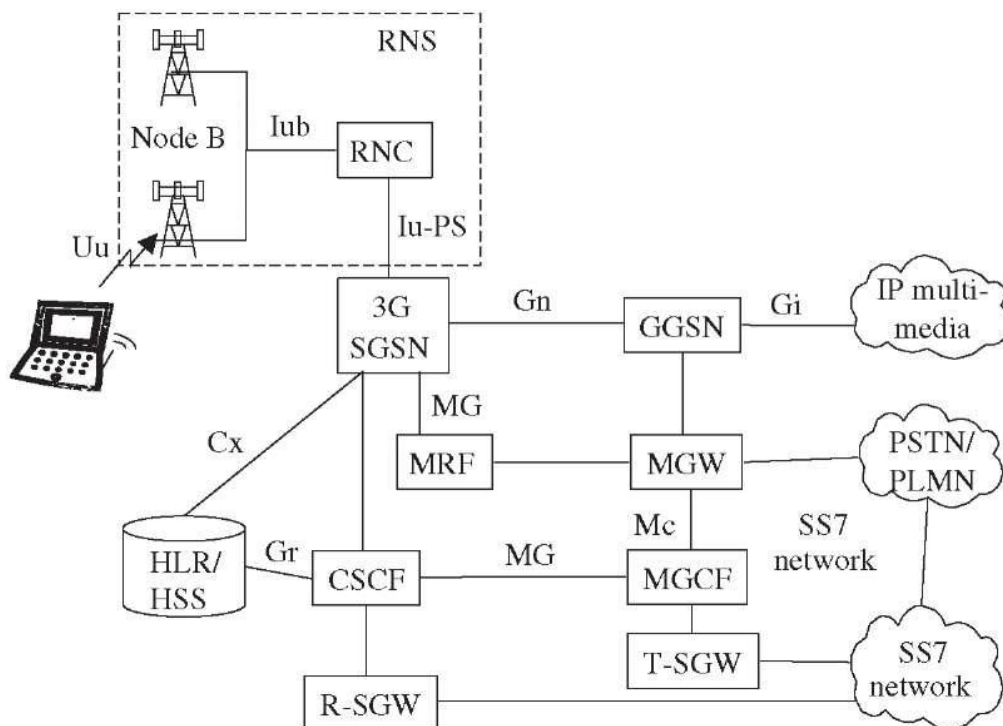 RNS
Node B
Iub
RNC
Uu
Iu-PS
3G
SGSN
Gn
GGSN
Gi
IP multi-
media
MG
Cx
MRF
MGW
PSTN/
PLMN
Mc
SS7
network
HLR/
HSS
Gr
CSCF
MG
MGCF
T-SGW
SS7
network
R-SGW